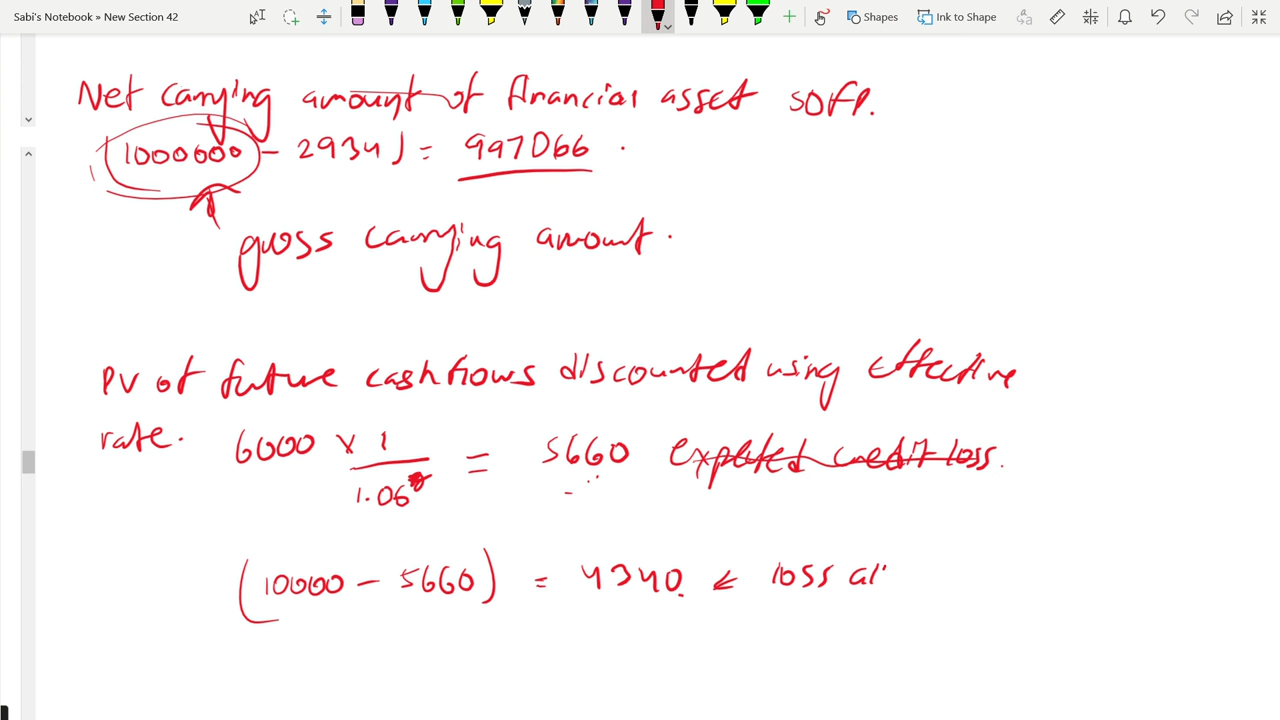 Sabi's Notebook » New Section 42
Shapes
Ink to Shape
Net carrying amount of financial asset SOFP.
1000000 - 2934) = 997066 .
gross carrying amount.
PV of future cashflows discounted using effective
rate. 6000 x 1
1.06 = 5660 expected credit loss.
(10000 - 5660) = 4340. ← loss al